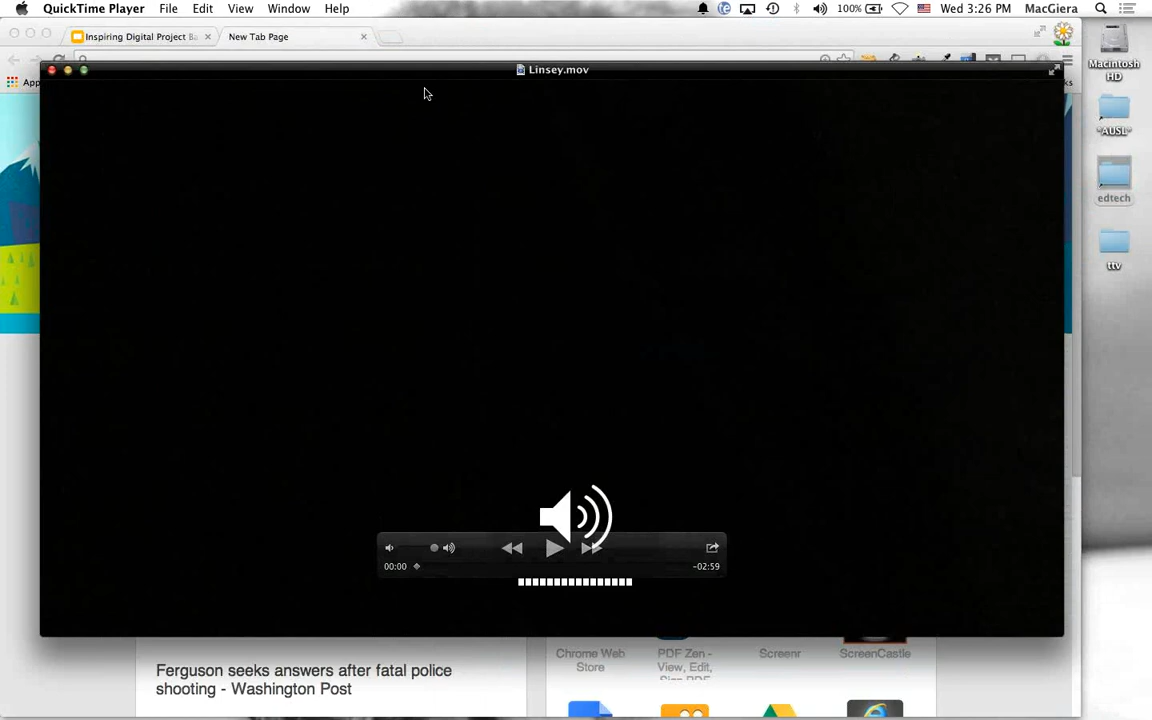 QuickTime Player File Edit View Window Help 100% Wed 3:26 PM MacGiera
Inspiring Digital Project Ba New Tab Page
Linsey.mov
Macintosh HD
App
*AUSL*
edtech
ttv
00:00 -02:59
Ferguson seeks answers after fatal police
shooting - Washington Post
Chrome Web
Store
PDF Zen -
View, Edit,
Screenr
ScreenCastle